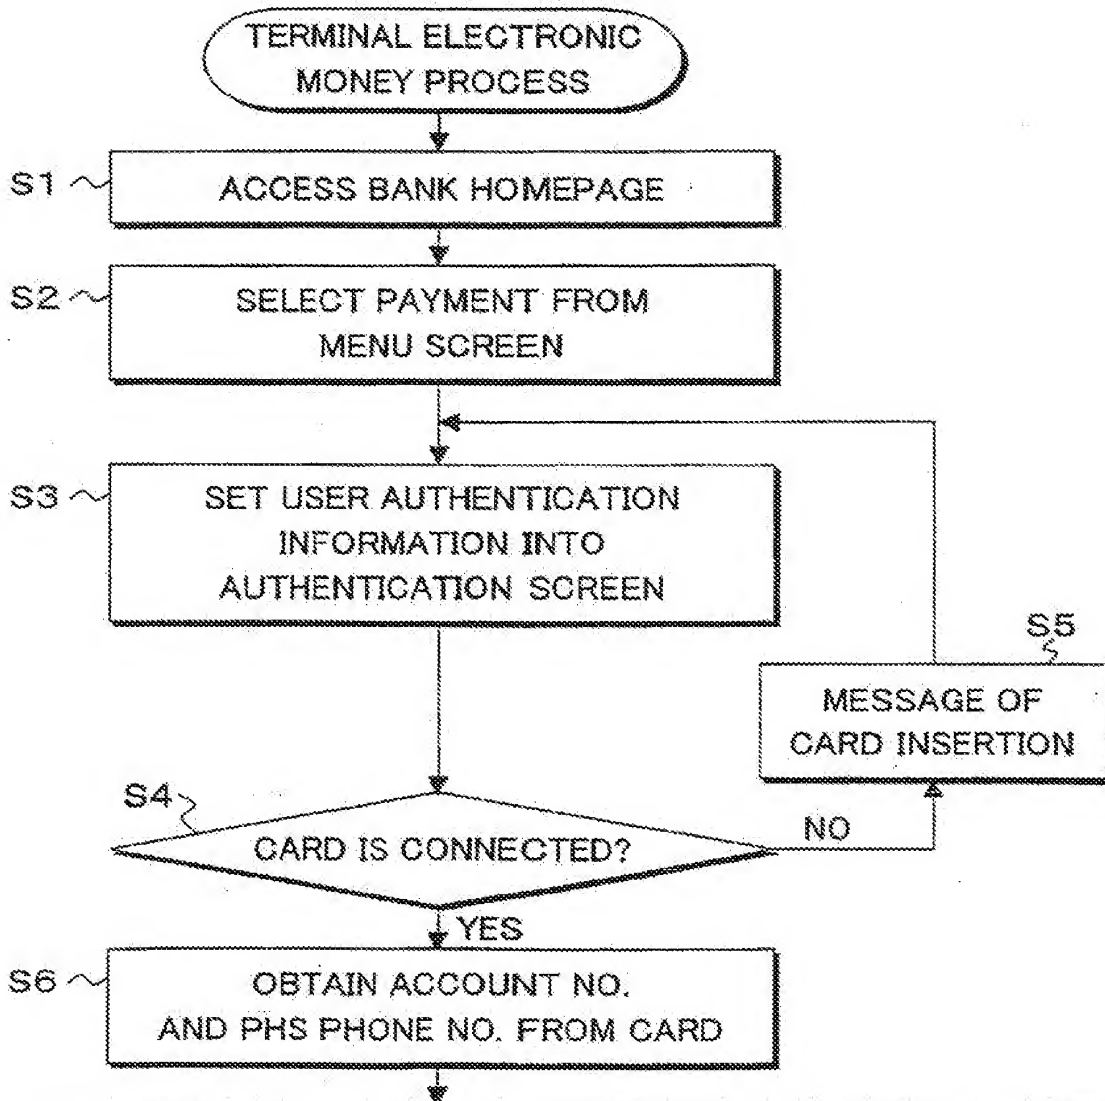 TERMINAL ELECTRONIC
MONEY PROCESS
S1
ACCESS BANK HOMEPAGE
S2
SELECT PAYMENT FROM
MENU SCREEN
S3
SET USER AUTHENTICATION
INFORMATION INTO
AUTHENTICATION SCREEN
S5
MESSAGE OF
CARD INSERTION
S4
CARD IS CONNECTED?
NO
YES
S6
OBTAIN ACCOUNT NO.
AND PHS PHONE NO. FROM CARD